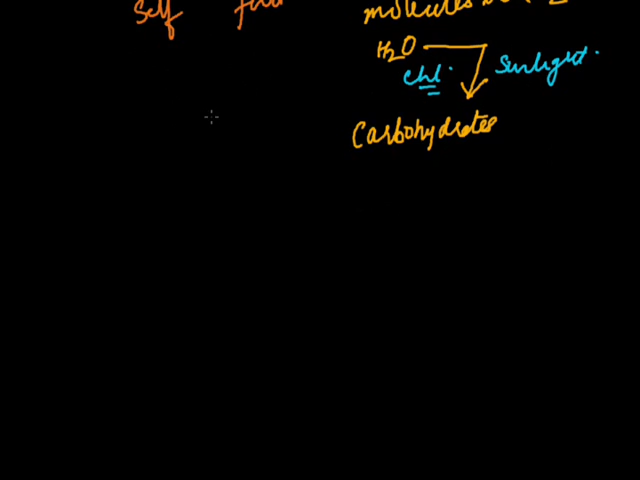 Self
molecules
H2O
Chl. Sunlight.
Carbohydrates